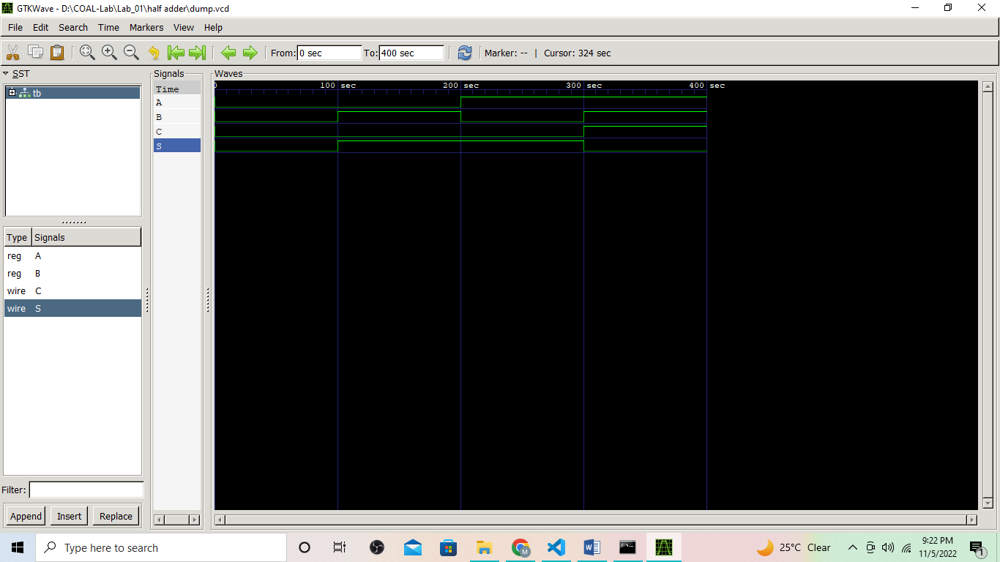 GTKWave - D:\COAL-Lab\Lab_01\half adder\dump.vcd
File Edit Search Time Markers View Help
From: 0 sec To: 400 sec Marker: -- | Cursor: 324 sec
SST
tb
Type Signals
reg A
reg B
wire C
wire S
Filter:
Append Insert Replace
Signals
Time
A
B
C
S
Waves
0 100 sec 200 sec 300 sec 400 sec
Type here to search
M
25°C Clear
9:22 PM
11/5/2022
1